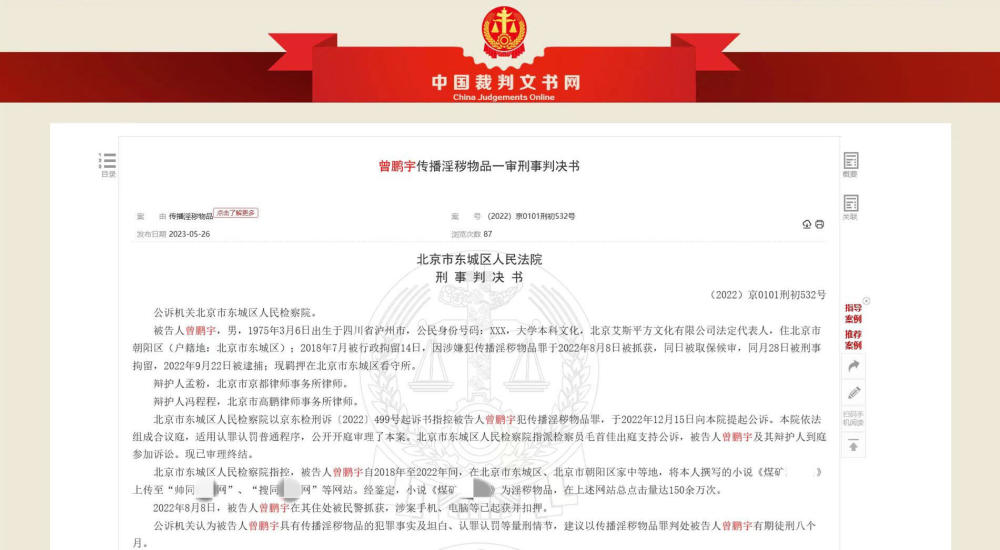 中国裁判文书网
China Judgements Online
目录
概要
关联
曾鹏宇传播淫秽物品一审刑事判决书
案 由 传播淫秽物品 点击了解更多
案 号 (2022)京0101刑初532号
发布日期 2023-05-26
浏览次数 87
北京市东城区人民法院
刑 事 判 决 书
(2022)京0101刑初532号
公诉机关北京市东城区人民检察院。
被告人曾鹏宇，男，1975年3月6日出生于四川省泸州市，公民身份号码：XXX，大学本科文化，北京艾斯平方文化有限公司法定代表人，住北京市
朝阳区（户籍地：北京市东城区）；2018年7月被行政拘留14日，因涉嫌犯传播淫秽物品罪于2022年8月8日被抓获，同日被取保候审，同月28日被刑事
拘留，2022年9月22日被逮捕；现羁押在北京市东城区看守所。
辩护人孟粉，北京市京都律师事务所律师。
辩护人冯程程，北京市高鹏律师事务所律师。
北京市东城区人民检察院以京东检刑诉〔2022〕499号起诉书指控被告人曾鹏宇犯传播淫秽物品罪，于2022年12月15日向本院提起公诉。本院依法
组成合议庭，适用认罪认罚普通程序，公开开庭审理了本案。北京市东城区人民检察院指派检察员毛首佳出庭支持公诉，被告人曾鹏宇及其辩护人到庭
参加诉讼。现已审理终结。
北京市东城区人民检察院指控，被告人曾鹏宇自2018年至2022年间，在北京市东城区、北京市朝阳区家中等地，将本人撰写的小说《煤矿 》
上传至“帅同 网”、“搜同 网”等网站。经鉴定，小说《煤矿 》为淫秽物品，在上述网站总点击量达150余万次。
2022年8月8日，被告人曾鹏宇在其住处被民警抓获，涉案手机、电脑等已起获并扣押。
公诉机关认为被告人曾鹏宇具有传播淫秽物品的犯罪事实及坦白、认罪认罚等量刑情节，建议以传播淫秽物品罪判处被告人曾鹏宇有期徒刑八个
月。
指导
案例
推荐
案例
扫码手
机阅读